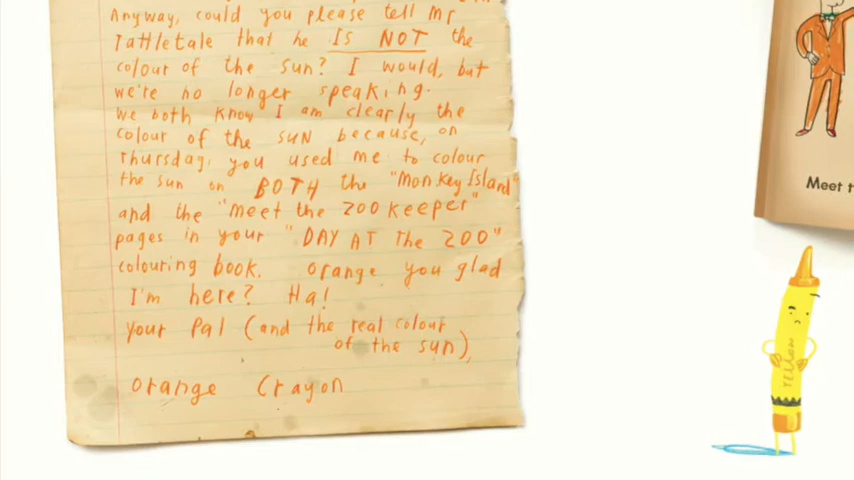 Anyway, could you please tell Mr
Tattletale that he IS NOT the
colour of the sun? I would, but
we're no longer speaking.
We both know I am clearly the
colour of the sun because, on
Thursday, you used me to colour
the sun on BOTH the "Monkey Island"
and the "Meet the Zookeeper"
pages in your "DAY AT the ZOO"
colouring book. Orange you glad
I'm here? Ha!
Your Pal (and the real colour
of the sun),
Orange Crayon
Meet t
YELLOW